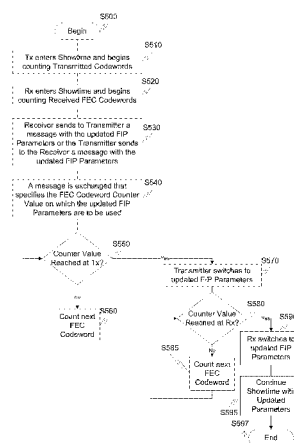 S500
Begin
S510
Tx enters Showtime and begins
counting Transmitted Codewords
S520
Rx enters Showtime and begins
counting Received FEC Codewords
S530
Receiver sends to Transmitter a
message with the updated FIP
Parameters or the Transmitter sends
to the Receiver a message with the
updated FIP Parameters
S540
A message is exchanged that
specifies the FEC Codeword Counter
Value on which the updated FIP
Parameters are to be used
S550
Counter Value
Reached at Tx?
Yes
No
S560
Count next
FEC
Codeword
S570
Transmitter switches to
updated FIP Parameters
S580
Counter Value
Reached at Rx?
Yes
No
S585
Count next
FEC
Codeword
S590
Rx switches to
updated FIP
Parameters
Continue
Showtime with
Updated
Parameters
S595
S597
End